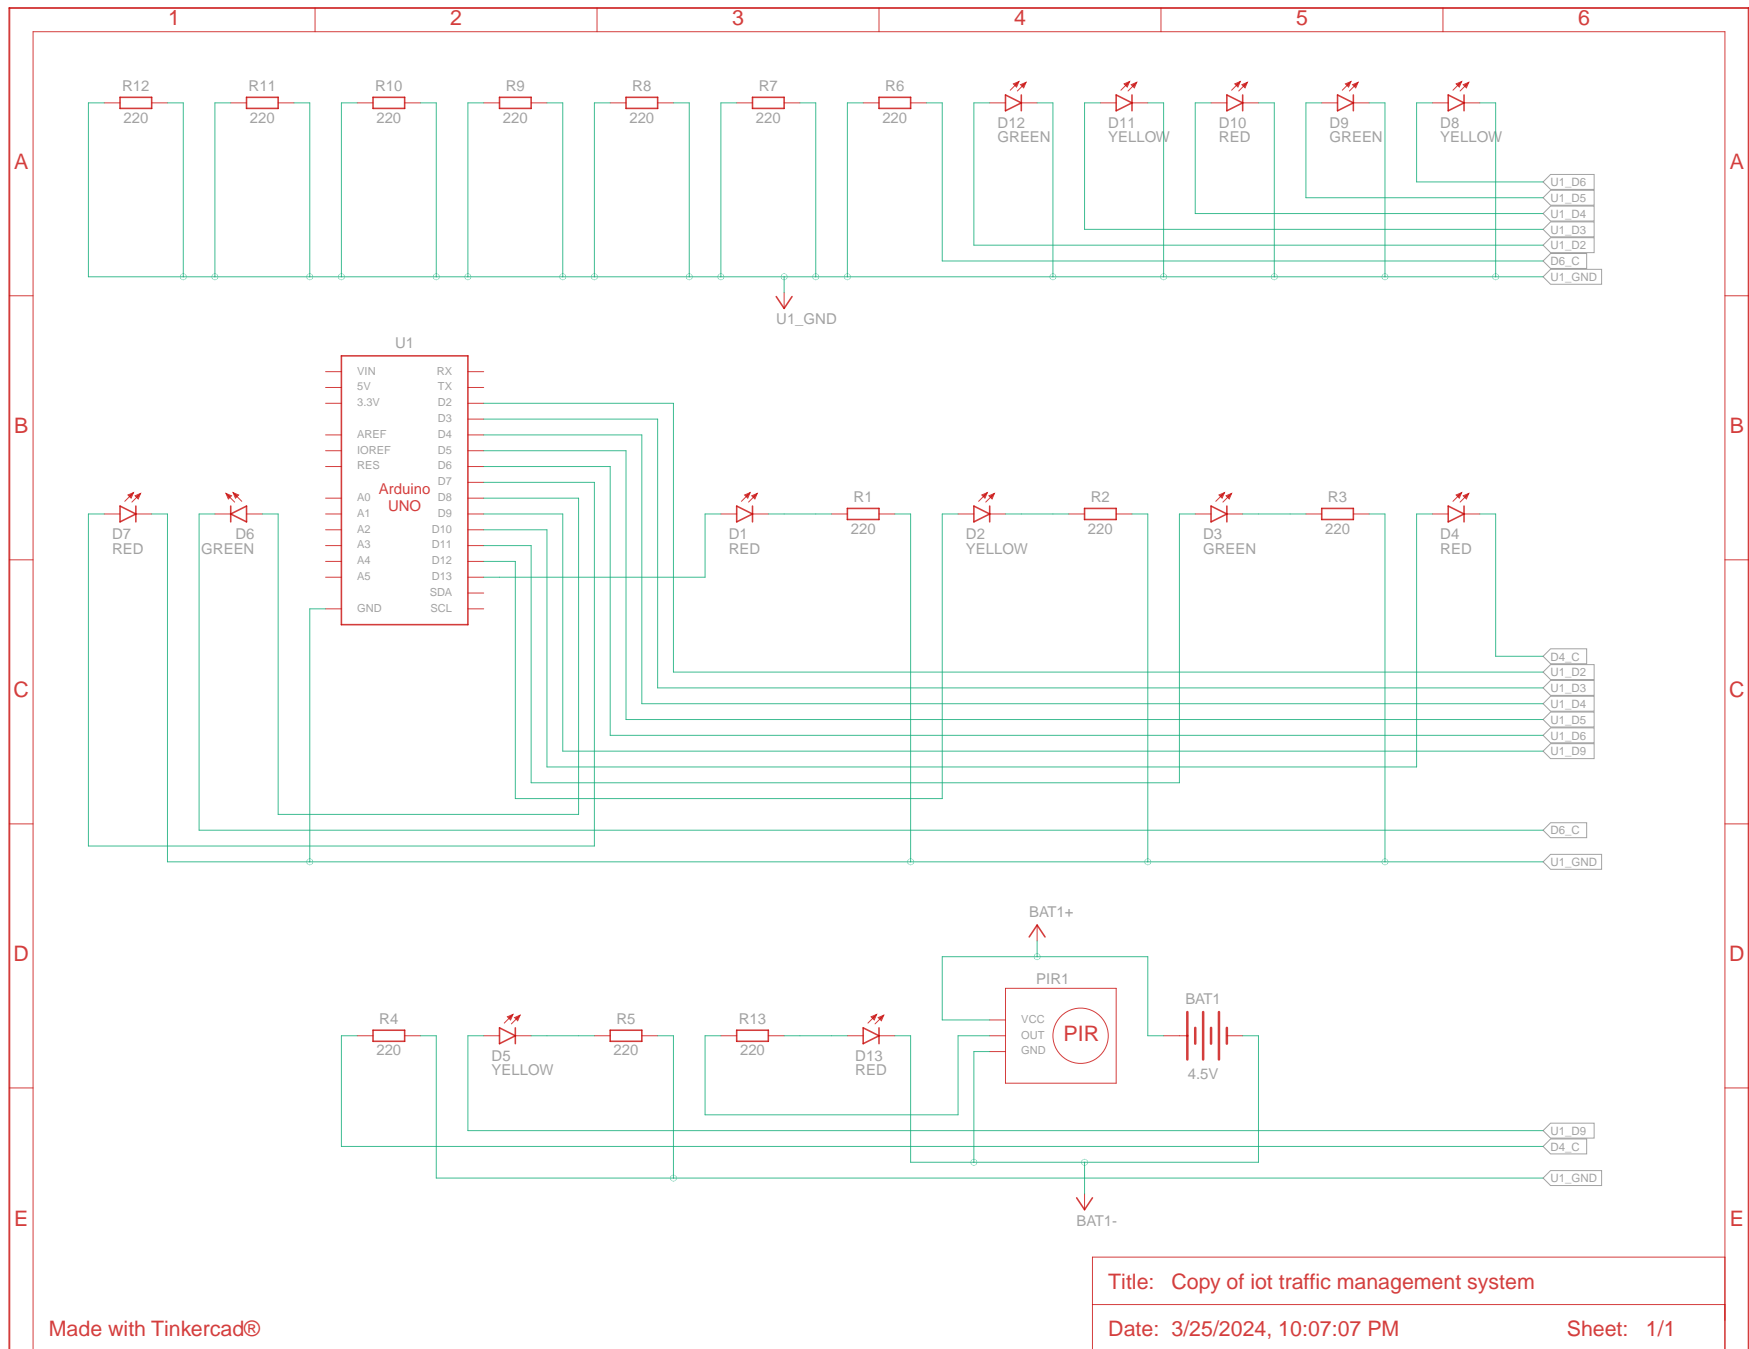 1 2 3 4 5 6
R12 R11 R10 R9 R8 R7 R6
220 220 220 220 220 220 220
D12 D11 D10 D9 D8
GREEN YELLOW RED GREEN YELLOW
A A
U1_D6
U1_D5
U1_D4
U1_D3
U1_D2
D6_C
U1_GND
U1_GND
U1
VIN RX
5V TX
3.3V D2
D3
AREF D4
IOREF D5
RES D6
D7
Arduino
UNO
A0 D8
A1 D9
A2 D10
A3 D11
A4 D12
A5 D13
SDA
GND SCL
B B
D7 D6
RED GREEN
D1
RED
R1
220
D2
YELLOW
R2
220
D3
GREEN
R3
220
D4
RED
C C
D4_C
U1_D2
U1_D3
U1_D4
U1_D5
U1_D6
U1_D9
D6_C
U1_GND
D D
BAT1+
PIR1
VCC
OUT
GND
PIR
BAT1
4.5V
R4
220
D5
YELLOW
R5
220
R13
220
D13
RED
U1_D9
D4_C
U1_GND
BAT1-
E E
Title: Copy of iot traffic management system
Made with Tinkercad®
Date: 3/25/2024, 10:07:07 PM Sheet: 1/1